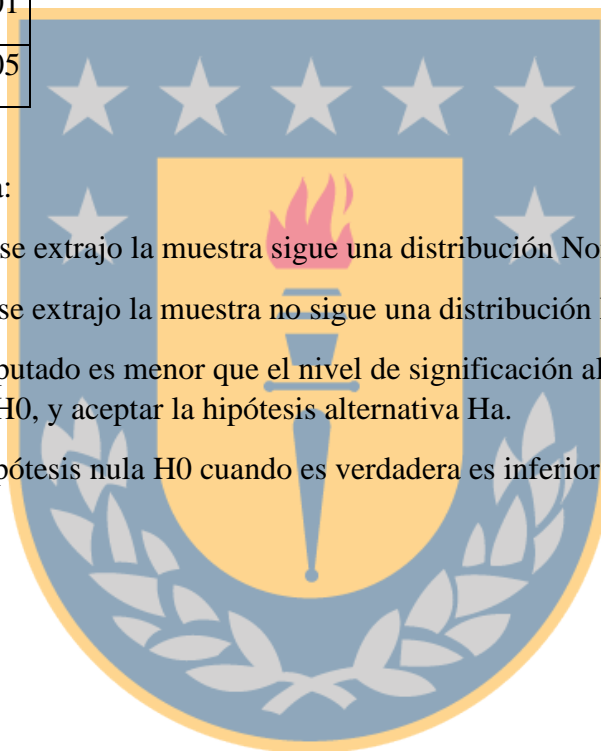 01
05
a:
se extrajo la muestra sigue una distribución No
se extrajo la muestra no sigue una distribución
putado es menor que el nivel de significación al
H0, y aceptar la hipótesis alternativa Ha.
pótesis nula H0 cuando es verdadera es inferior